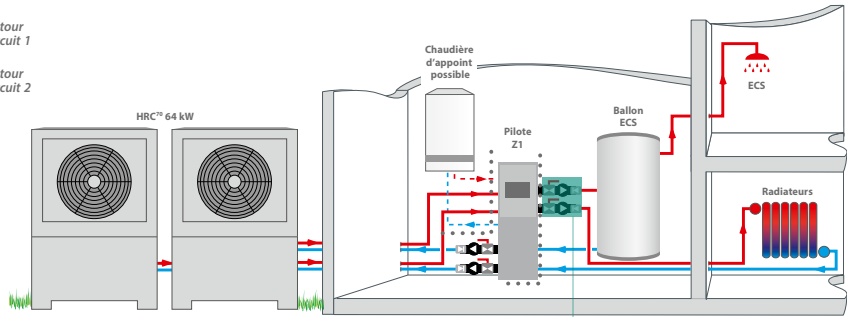 tour
cuit 1
tour
cuit 2
Chaudière
d'appoint
possible
HRC⁷⁰ 64 kW
Pilote
Z1
Ballon
ECS
ECS
Radiateurs